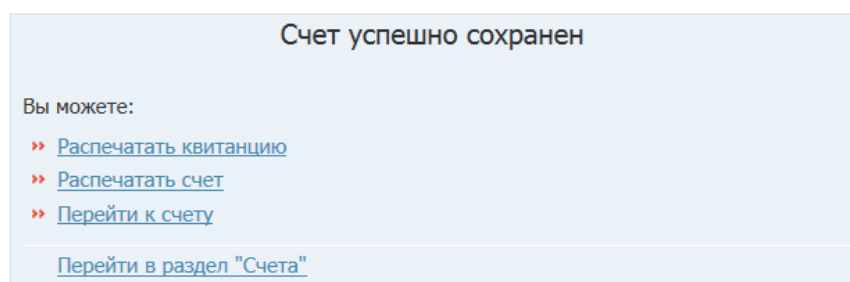 Счет успешно сохранен
Вы можете:
Распечатать квитанцию
Распечатать счет
Перейти к счету
Перейти в раздел "Счета"